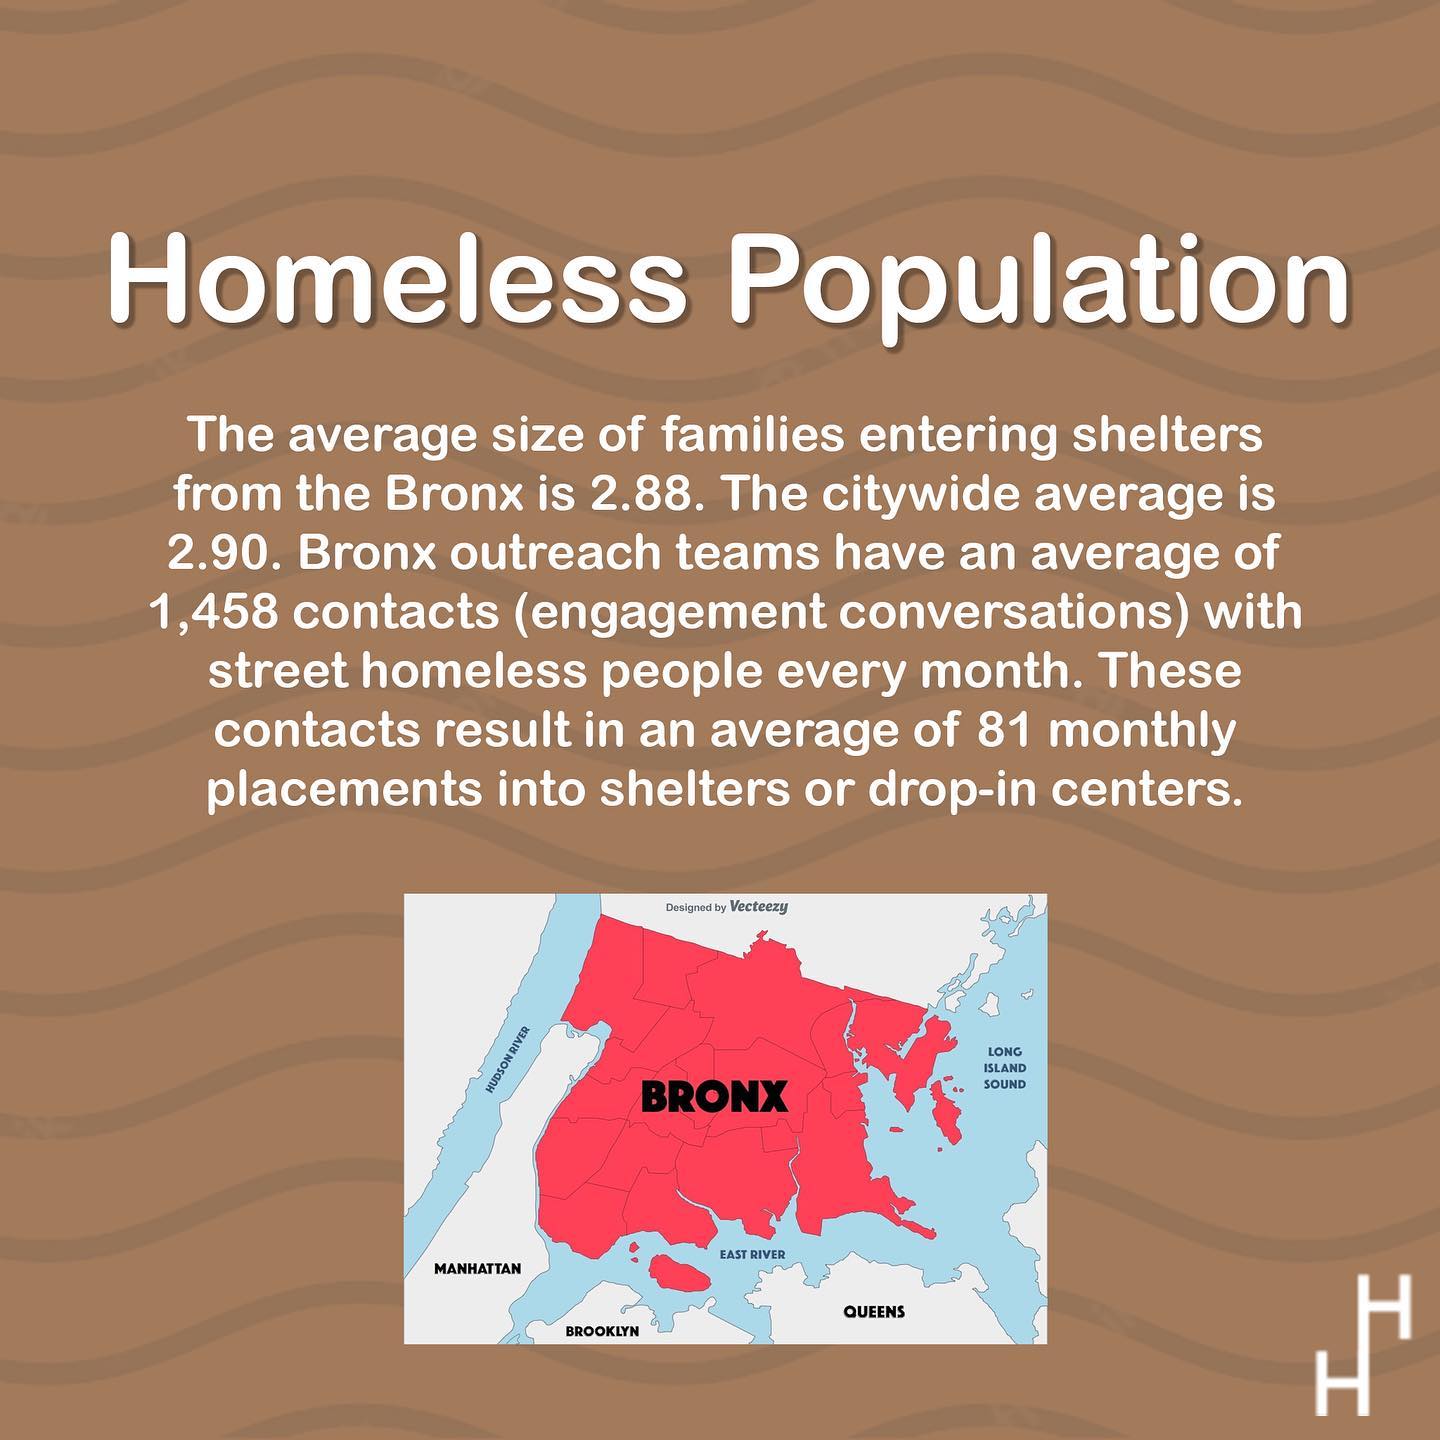 Homeless Population
The average size of families entering shelters
from the Bronx is 2.88. The citywide average is
2.90. Bronx outreach teams have an average of
1,458 contacts (engagement conversations) with
street homeless people every month. These
contacts result in an average of 81 monthly
placements into shelters or drop-in centers.
Designed by Vecteezy
HUDSON RIVER
LONG
ISLAND
SOUND
BRONX
EAST RIVER
MANHATTAN
QUEENS
BROOKLYN
H
H